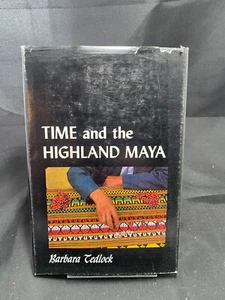 TIME and the
HIGHLAND MAYA
Barbara Tedlock